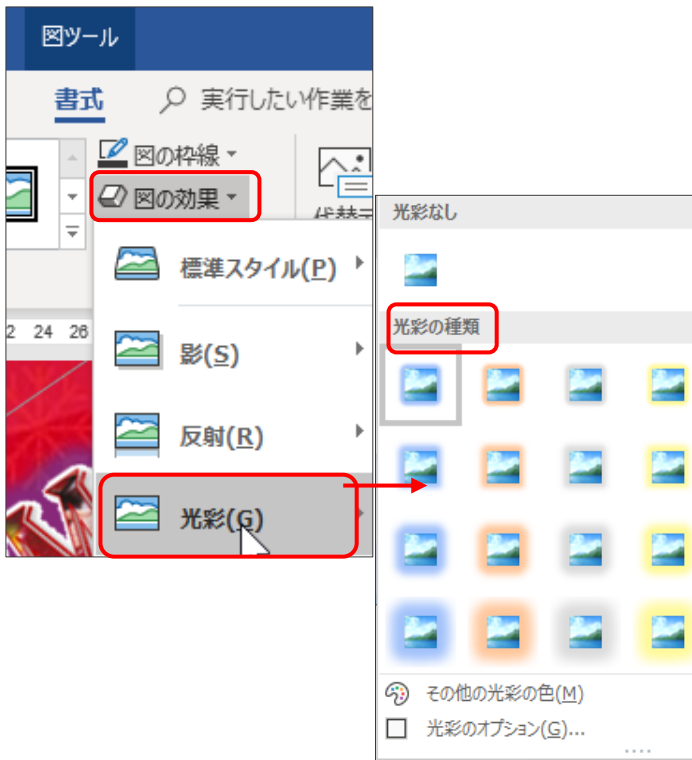 図ツール
書式
実行したい作業を
図の枠線
図の効果
標準スタイル(P)
影(S)
反射(R)
光彩(G)
2 24 26
光彩なし
光彩の種類
その他の光彩の色(M)
光彩のオプション(G)...